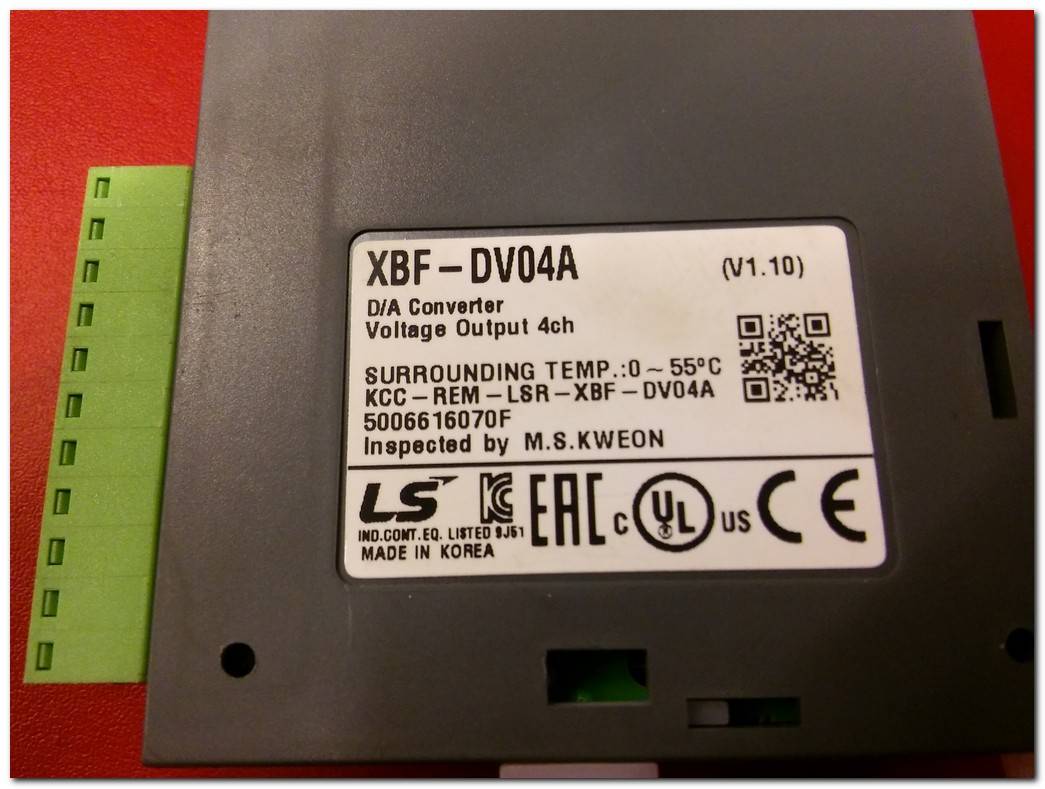 XBF-DV04A (V1.10)
D/A Converter
Voltage Output 4ch
SURROUNDING TEMP.:0~55°C
KCC-REM-LSR-XBF-DV04A
5006616070F
Inspected by M.S.KWEON
LS KC EAC c UL US CE
IND.CONT.EQ. LISTED 9J51
MADE IN KOREA